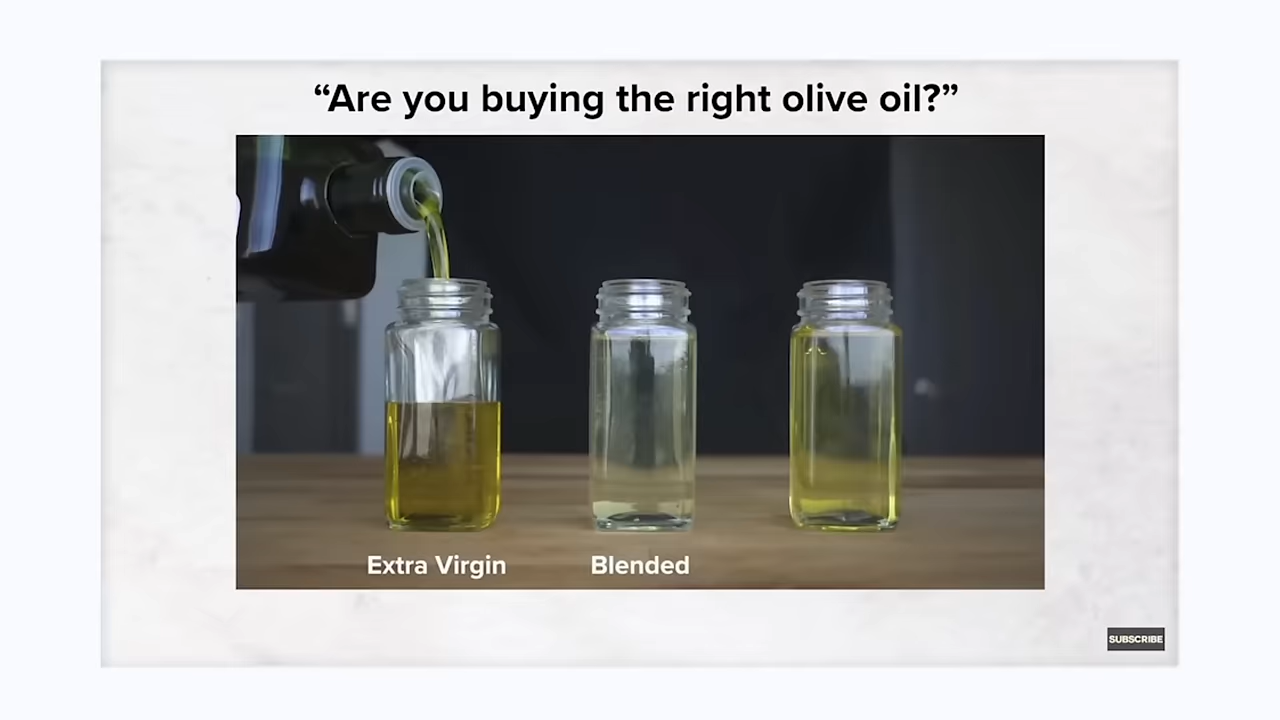 “Are you buying the right olive oil?”
Extra Virgin
Blended
SUBSCRIBE